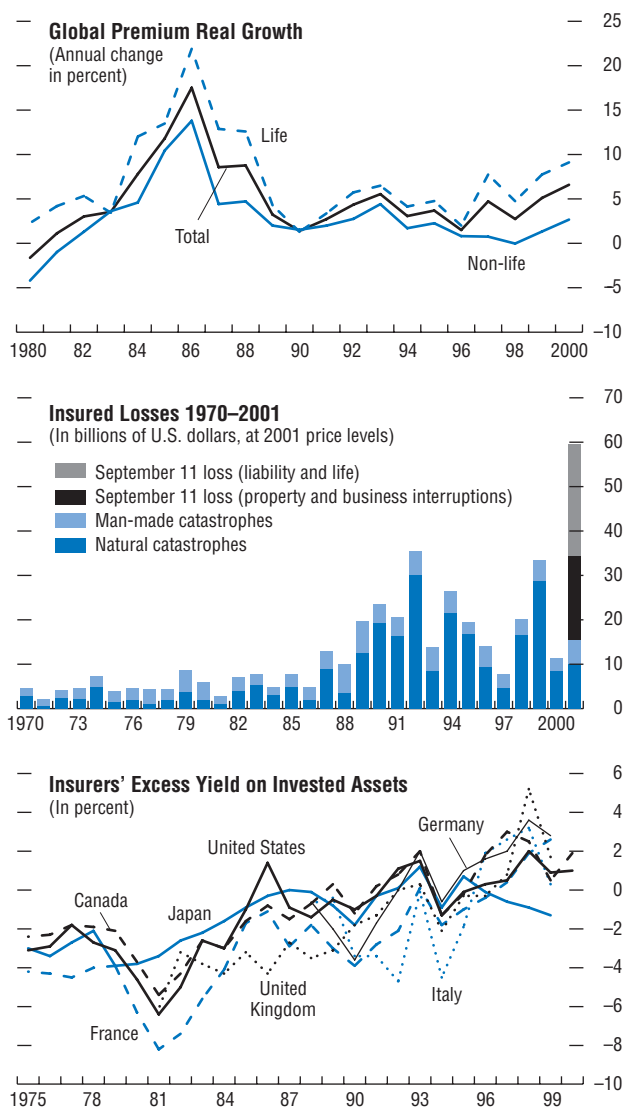 Global Premium Real Growth
(Annual change
in percent)
25
20
15
10
5
0
−5
−10
Life
Total
Non-life
1980 82 84 86 88 90 92 94 96 98 2000
Insured Losses 1970–2001
(In billions of U.S. dollars, at 2001 price levels)
September 11 loss (liability and life)
September 11 loss (property and business interruptions)
Man-made catastrophes
Natural catastrophes
70
60
50
40
30
20
10
0
1970 73 76 79 82 85 88 91 94 97 2000
Insurers' Excess Yield on Invested Assets
(In percent)
6
4
2
0
−2
−4
−6
−8
−10
Germany
United States
Canada
Japan
United
Kingdom
Italy
France
1975 78 81 84 87 90 93 96 99